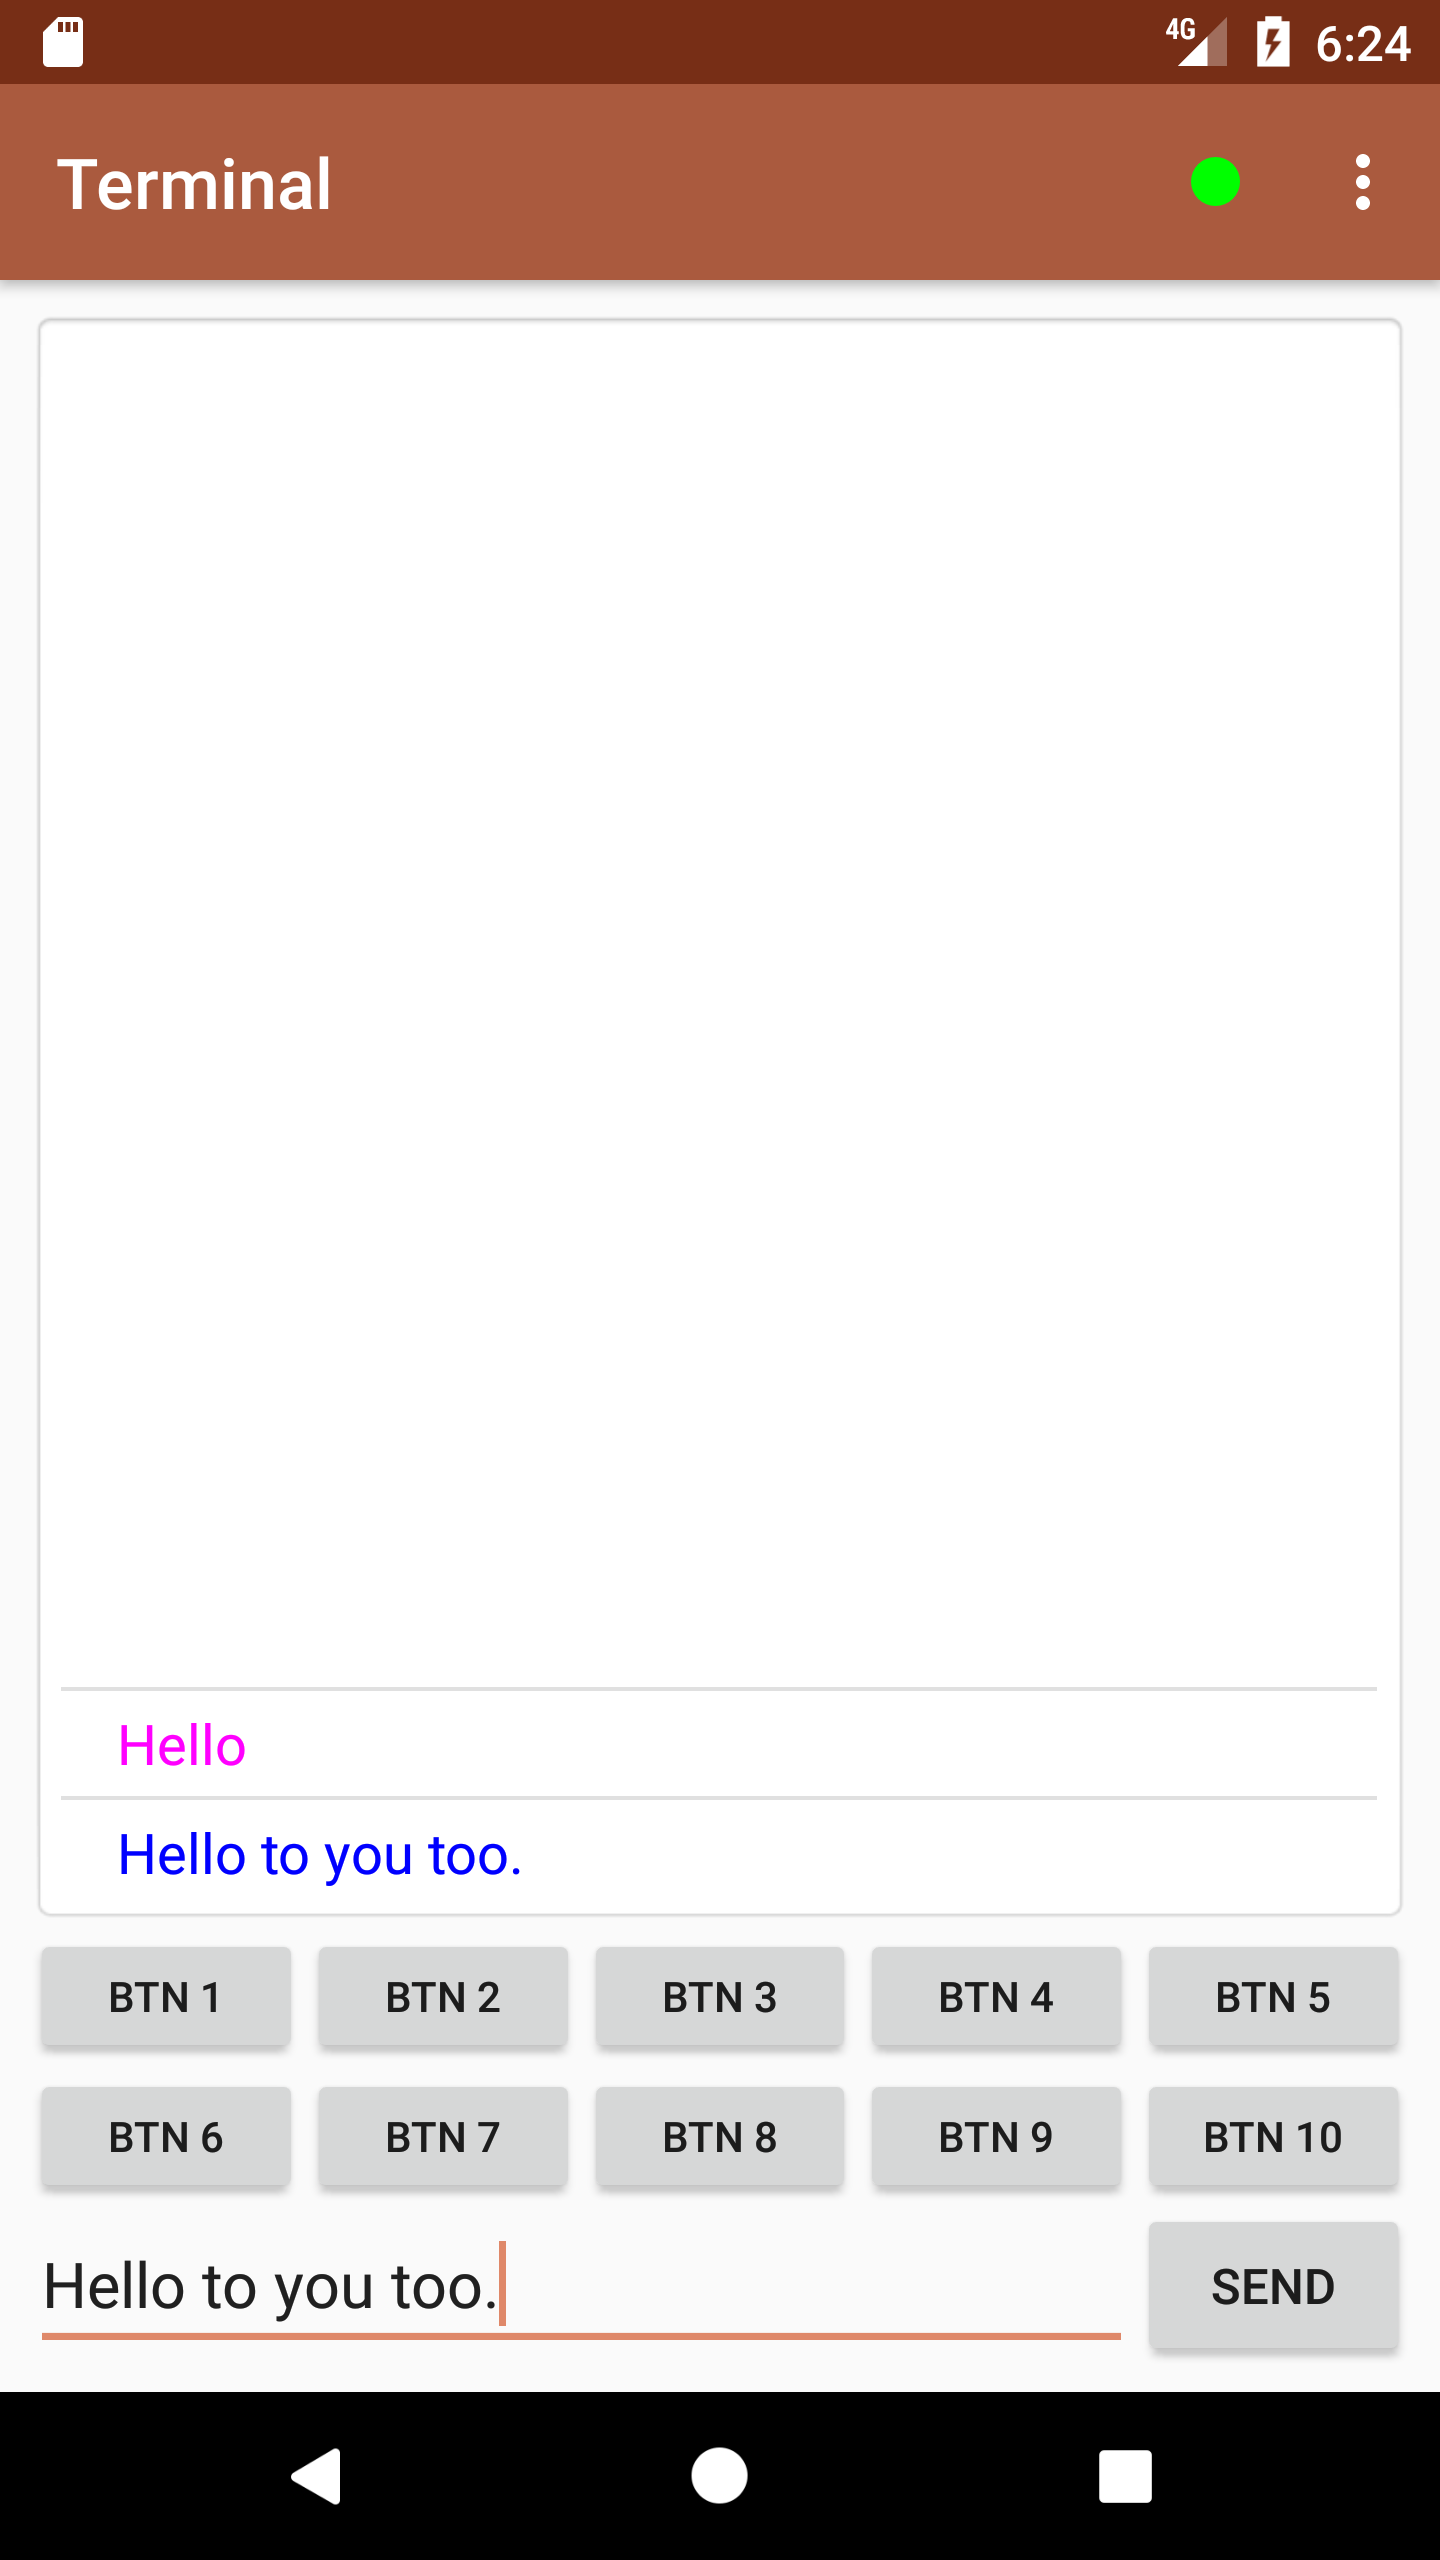 4G 6:24
Terminal
Hello
Hello to you too.
BTN 1 BTN 2 BTN 3 BTN 4 BTN 5
BTN 6 BTN 7 BTN 8 BTN 9 BTN 10
Hello to you too. SEND